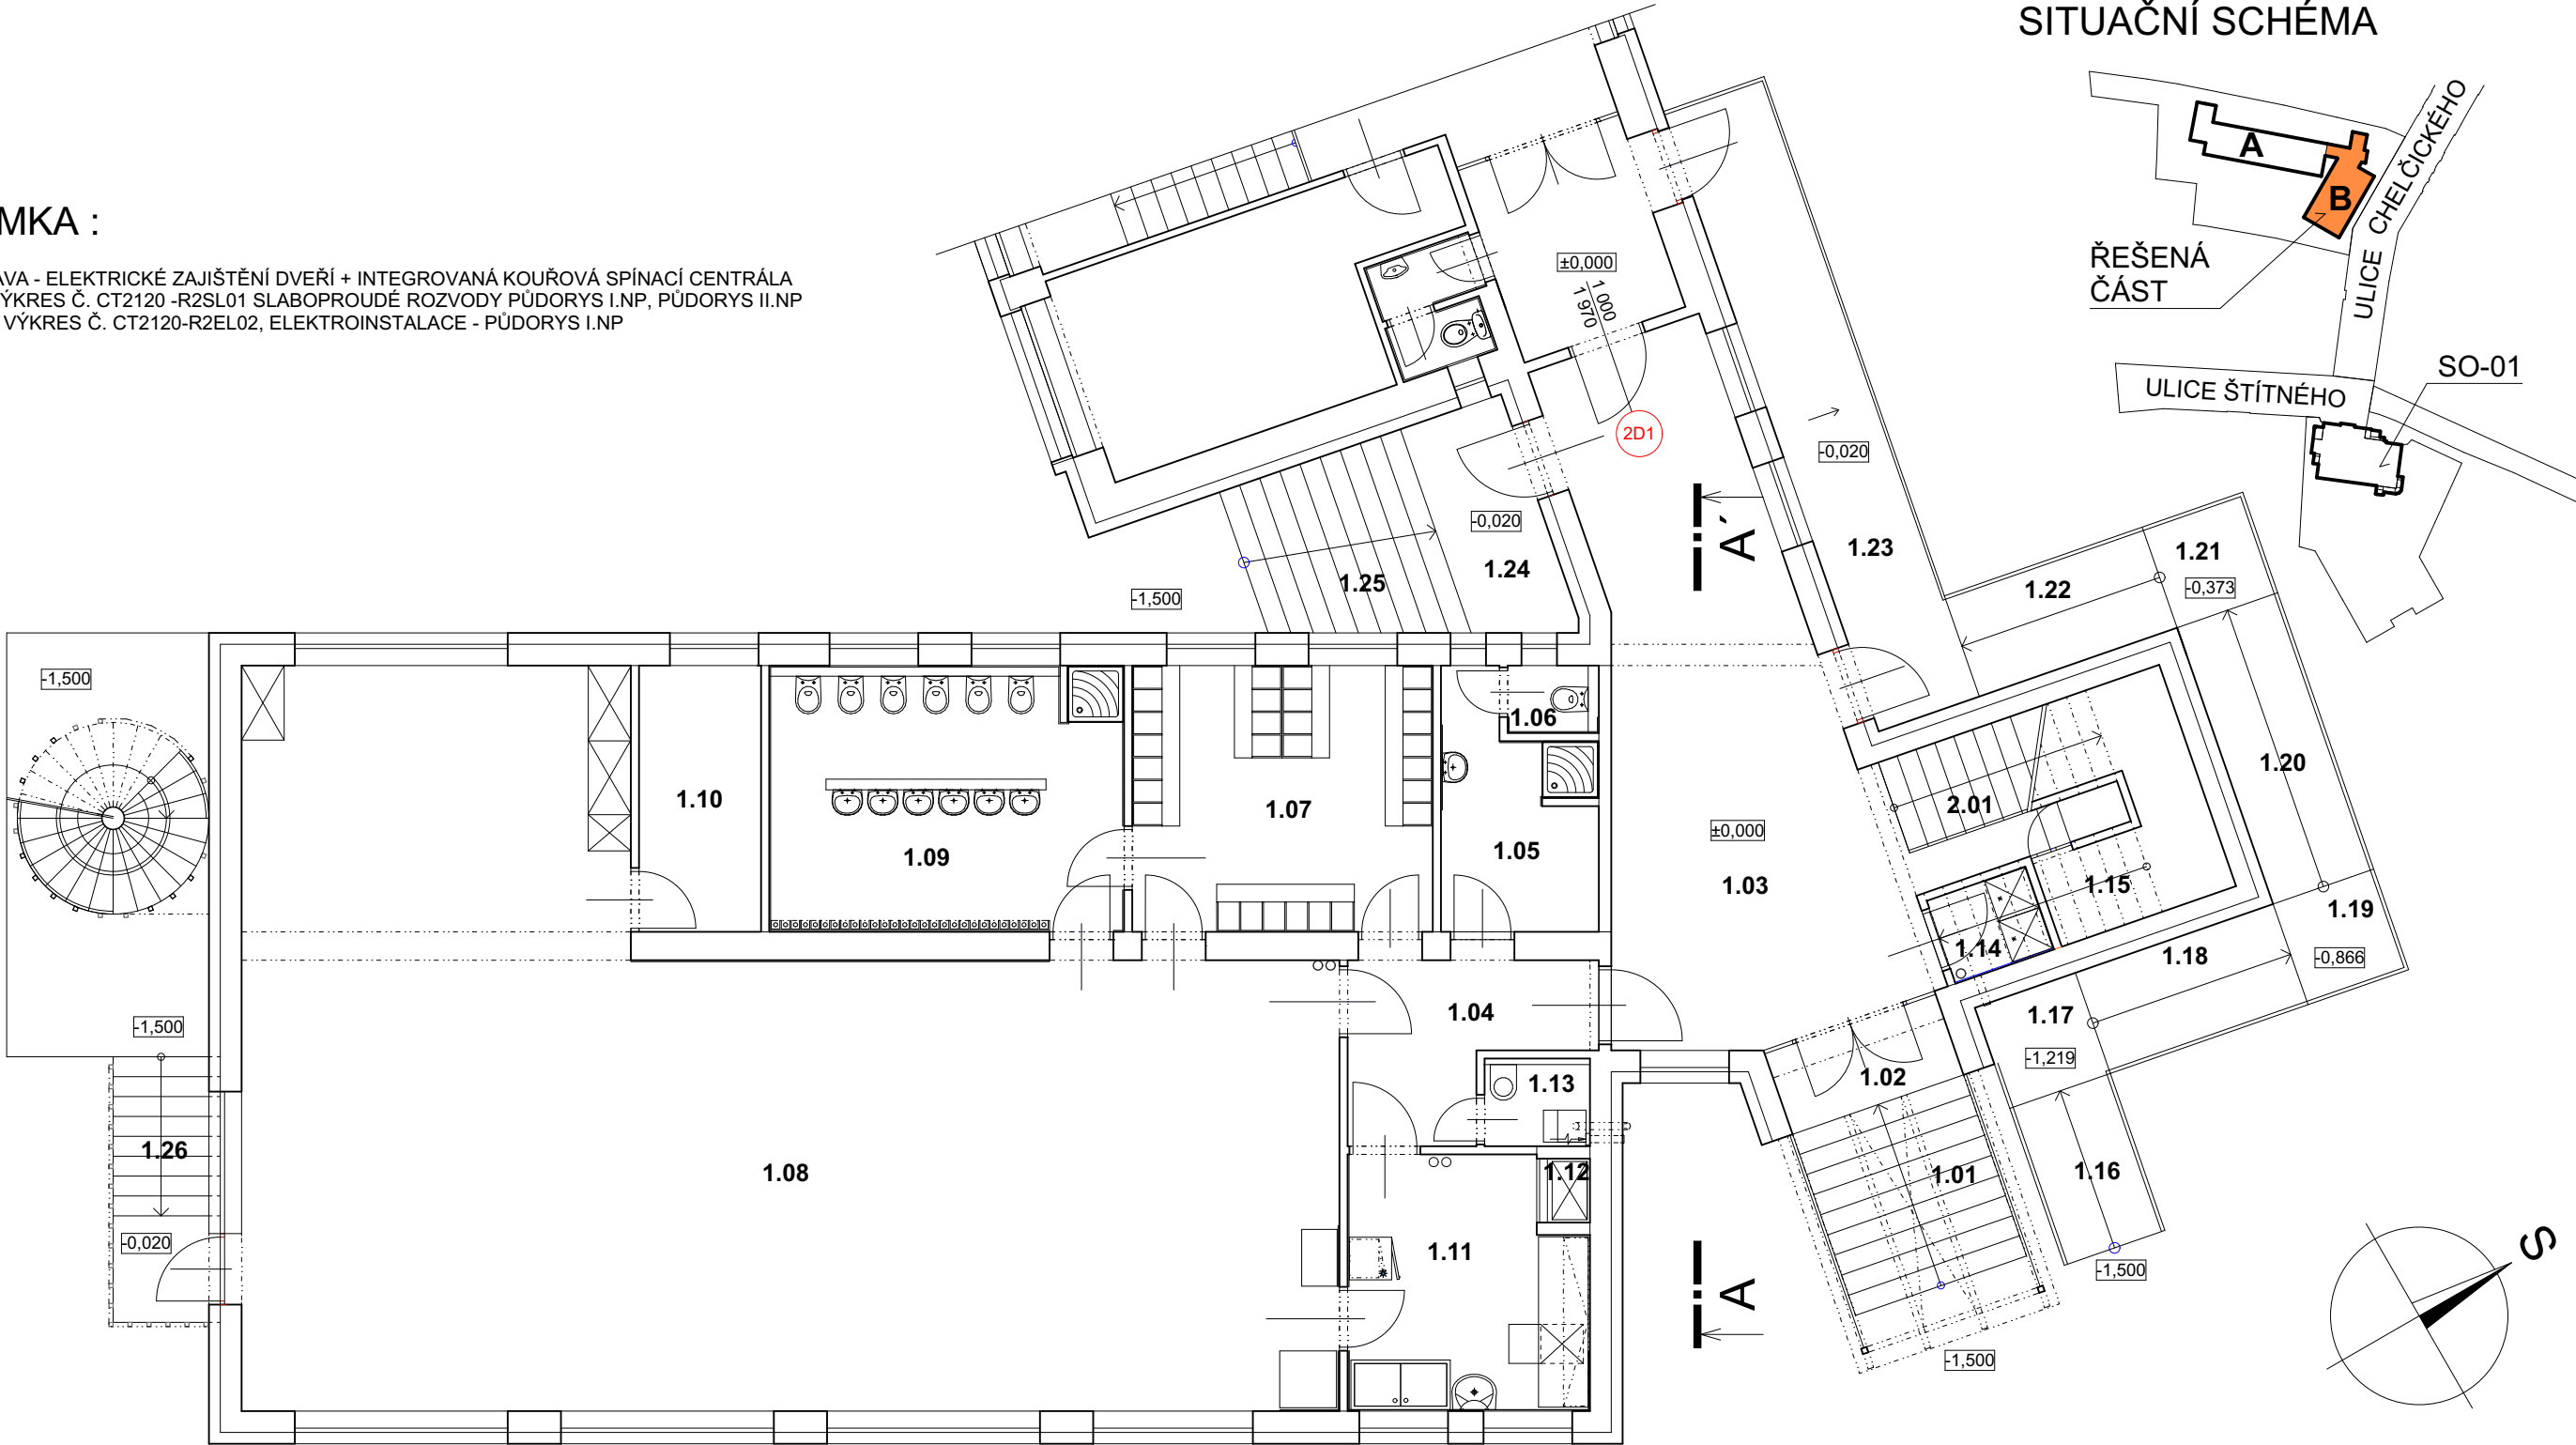 SITUAČNÍ SCHÉMA
A
B
ULICE CHELČICKÉHO
ŘEŠENÁ
ČÁST
ULICE ŠTÍTNÉHO
SO-01
MKA :
AVA - ELEKTRICKÉ ZAJIŠTĚNÍ DVEŘÍ + INTEGROVANÁ KOUŘOVÁ SPÍNACÍ CENTRÁLA
VÝKRES Č. CT2120 -R2SL01 SLABOPROUDÉ ROZVODY PŮDORYS I.NP, PŮDORYS II.NP
VÝKRES Č. CT2120-R2EL02, ELEKTROINSTALACE - PŮDORYS I.NP
±0,000
1 000
1 970
2D1
-0,020
-0,020
A´
1.23
1.24
1.25
-1,500
1.21
-0,373
1.22
-1,500
1.06
1.20
1.10
1.07
2.01
±0,000
1.09
1.05
1.03
1.15
1.19
1.14
1.18
-0,866
-1,500
1.04
1.17
-1,219
1.13
1.02
1.26
1.08
1.12
1.01
1.16
-0,020
1.11
A
-1,500
-1,500
S